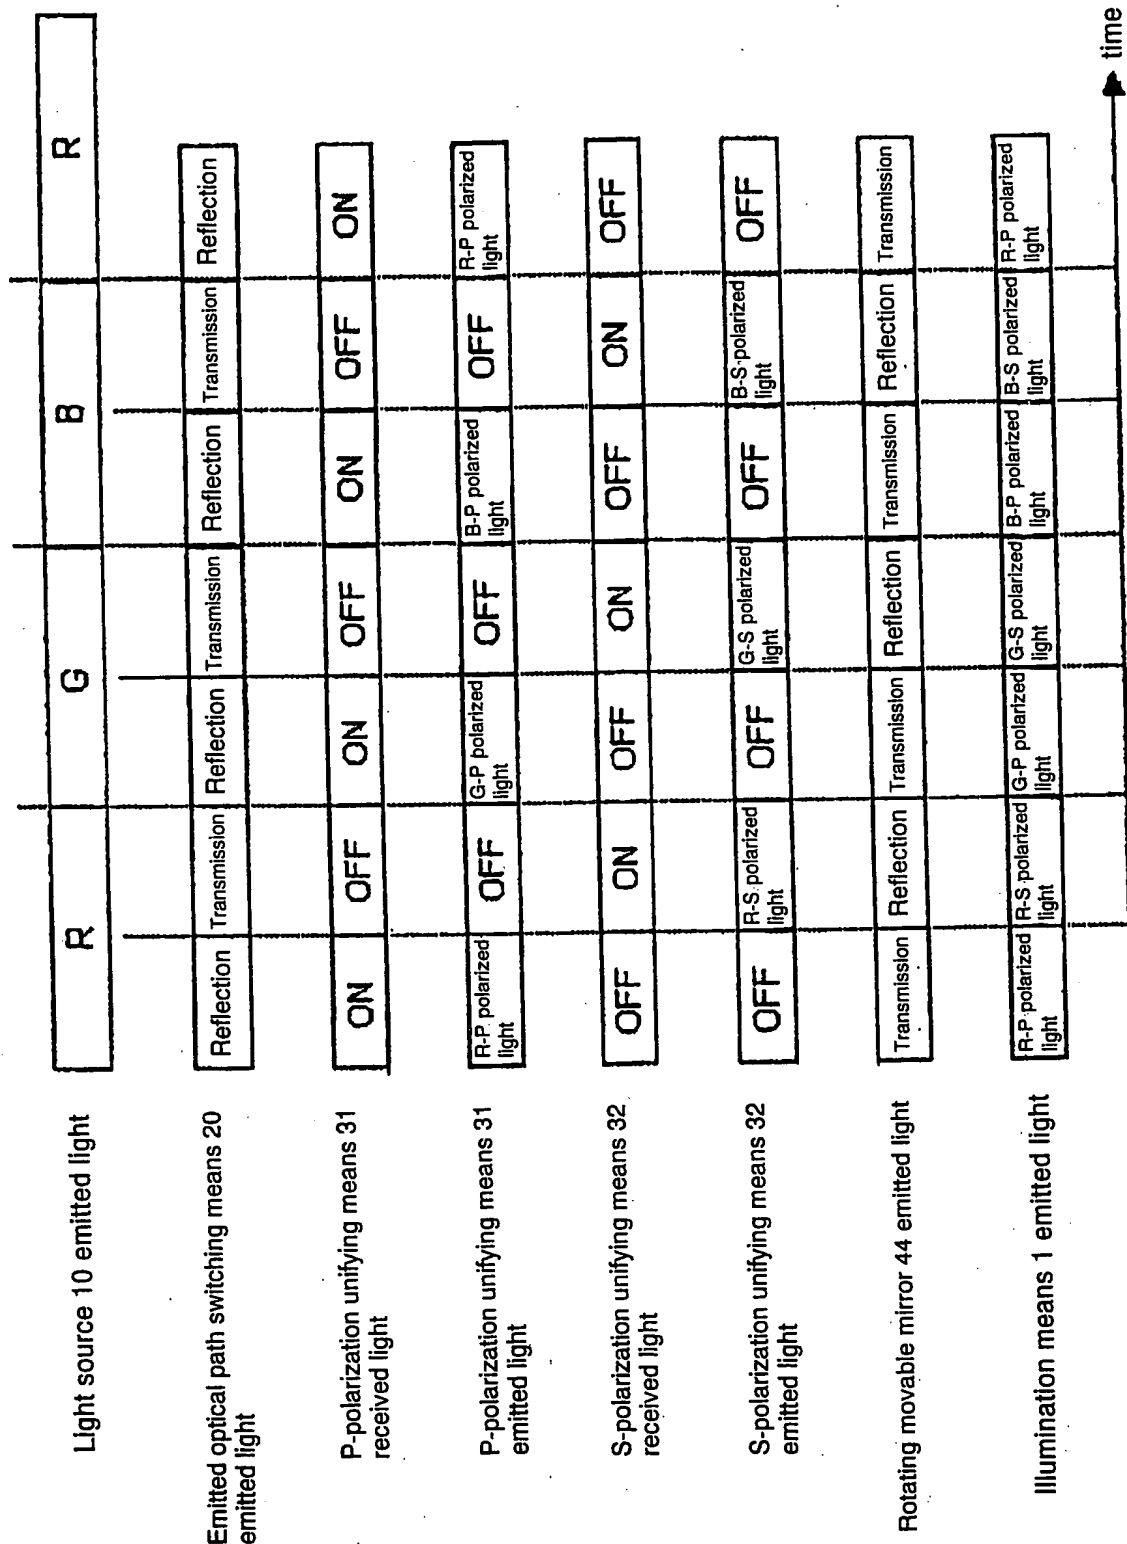 Light source 10 emitted light
R
G
B
R
Emitted optical path switching means 20
emitted light
Reflection
Transmission
Reflection
Transmission
Reflection
Transmission
Reflection
P-polarization unifying means 31
received light
ON
OFF
ON
OFF
ON
OFF
ON
P-polarization unifying means 31
emitted light
R-P polarized
light
OFF
G-P polarized
light
OFF
B-P polarized
light
OFF
R-P polarized
light
S-polarization unifying means 32
received light
OFF
ON
OFF
ON
OFF
ON
OFF
S-polarization unifying means 32
emitted light
OFF
R-S polarized
light
OFF
G-S polarized
light
OFF
B-S polarized
light
OFF
Rotating movable mirror 44 emitted light
Transmission
Reflection
Transmission
Reflection
Transmission
Reflection
Transmission
Illumination means 1 emitted light
R-P polarized
light
R-S polarized
light
G-P polarized
light
G-S polarized
light
B-P polarized
light
B-S polarized
light
R-P polarized
light
time